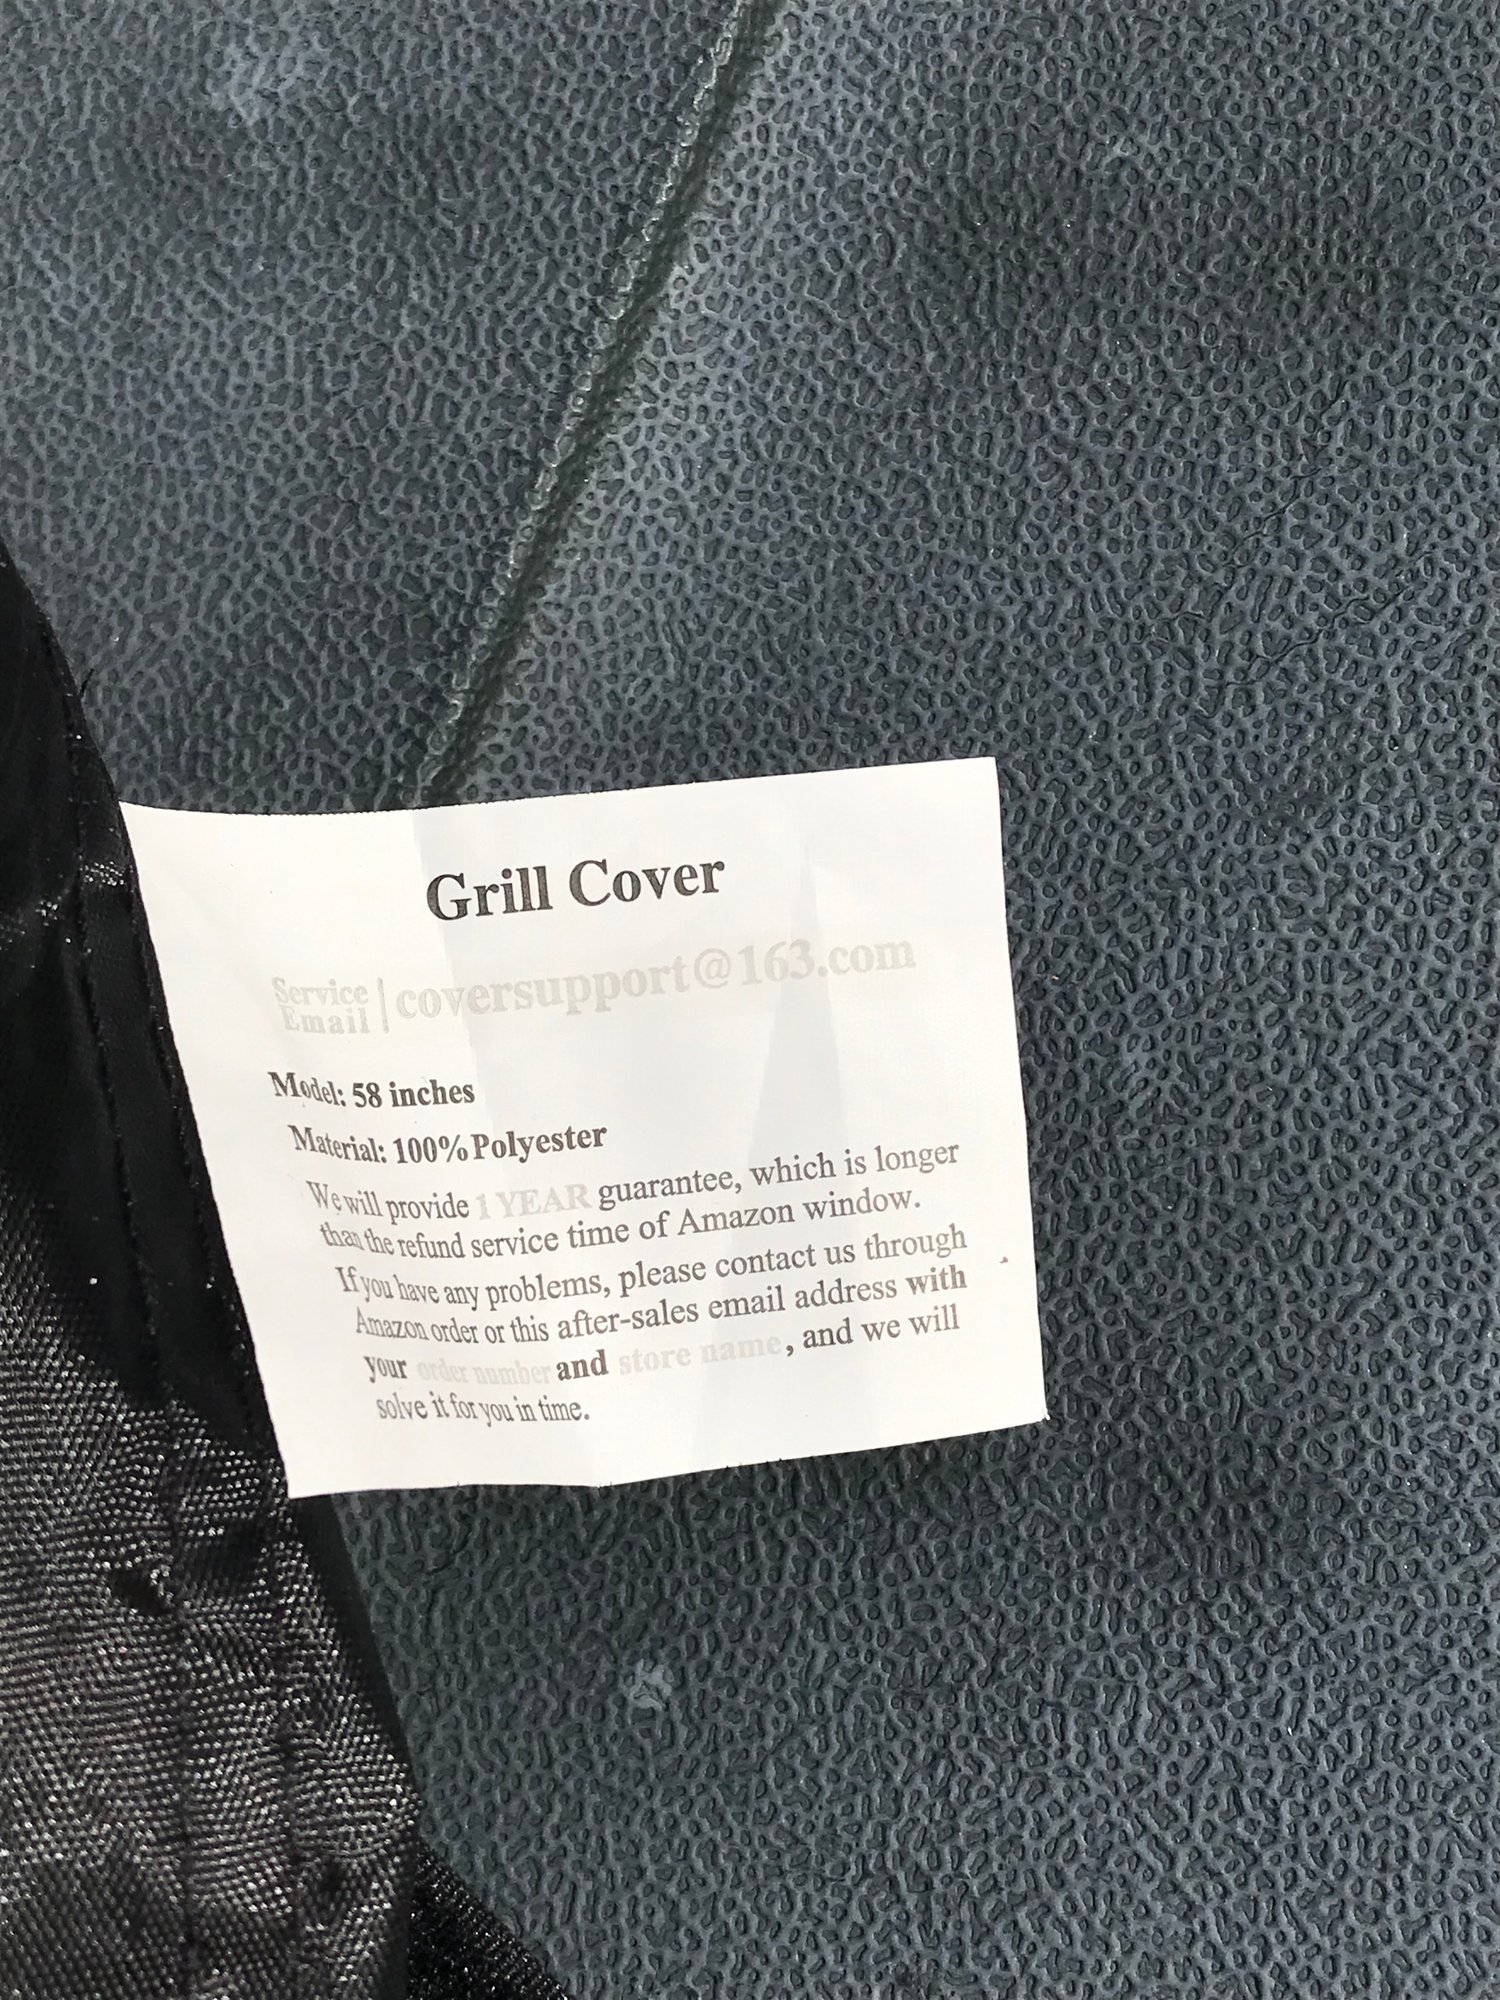 Grill Cover
Service
Email | coversupport@163.com
Model: 58 inches
Material: 100% Polyester
We will provide 1 YEAR guarantee, which is longer
than the refund service time of Amazon window.
If you have any problems, please contact us through
Amazon order or this after-sales email address with
your order number and store name, and we will
solve it for you in time.